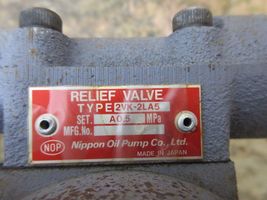 RELIEF VALVE
TYPE 2VK-2LA5
SET. A0.5 MPa
MFG.No.
NOP Nippon Oil Pump Co., Ltd.
MADE IN JAPAN